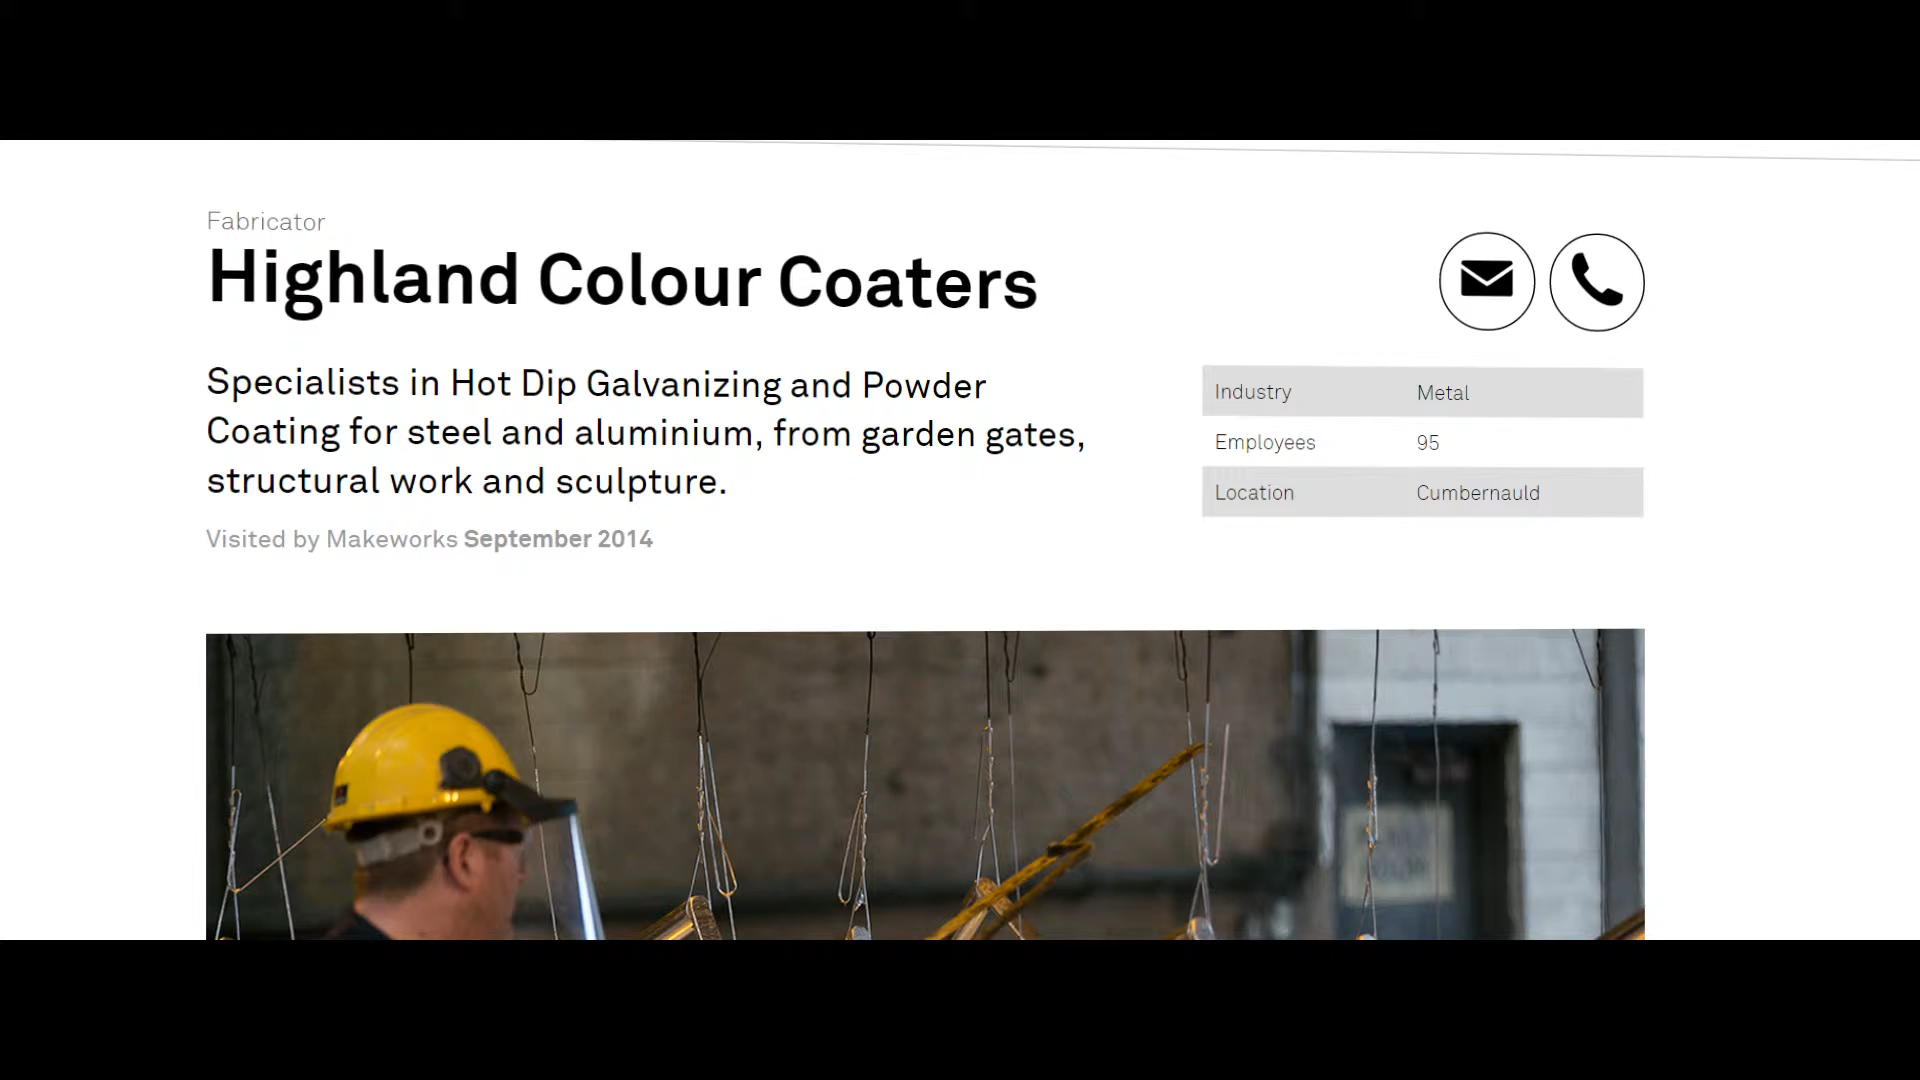 Fabricator
Highland Colour Coaters
Specialists in Hot Dip Galvanizing and Powder
Coating for steel and aluminium, from garden gates,
structural work and sculpture.
Visited by Makeworks September 2014
Industry Metal
Employees 95
Location Cumbernauld